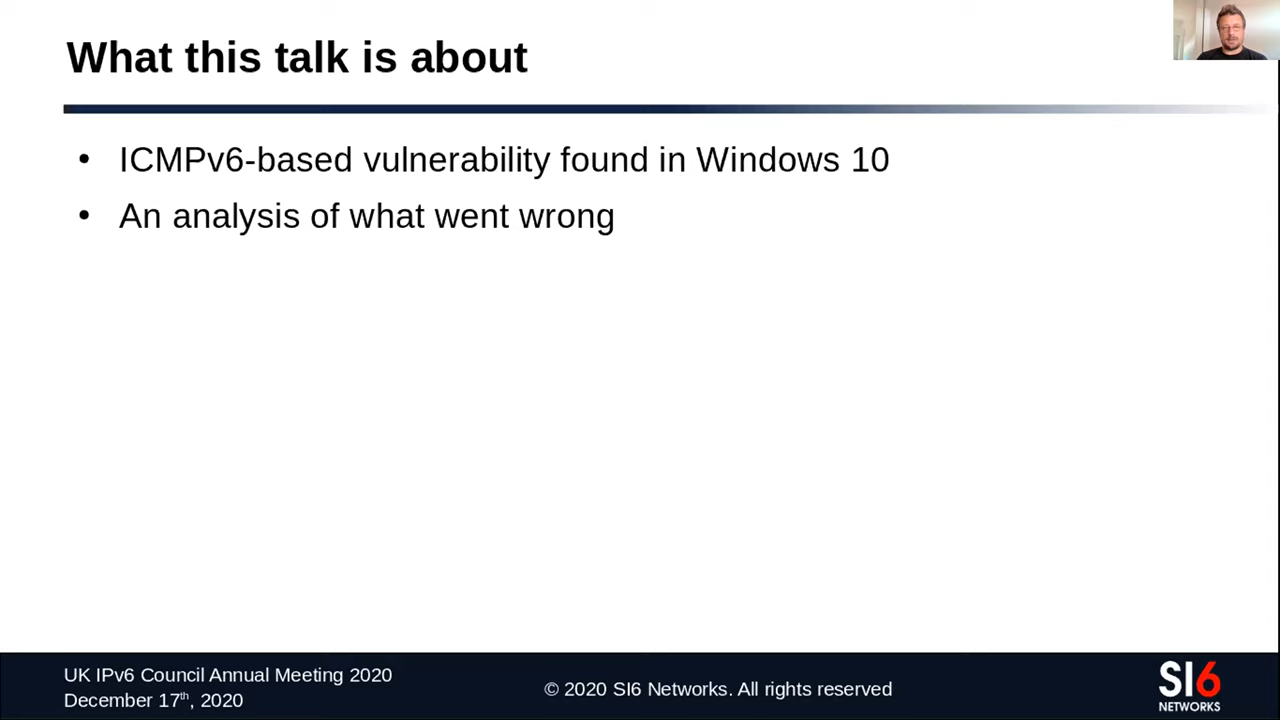 What this talk is about
• ICMPv6-based vulnerability found in Windows 10
• An analysis of what went wrong
UK IPv6 Council Annual Meeting 2020
December 17th, 2020
© 2020 SI6 Networks. All rights reserved
SI6
NETWORKS